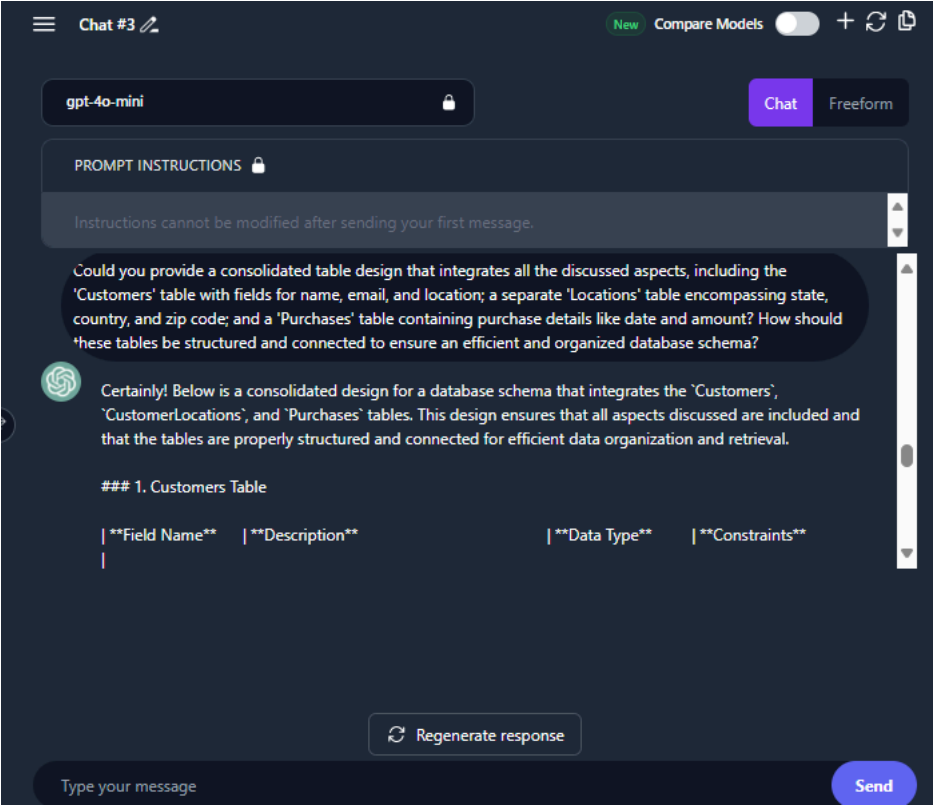 Chat #3
New Compare Models
gpt-4o-mini
Chat Freeform
PROMPT INSTRUCTIONS
Instructions cannot be modified after sending your first message.
Could you provide a consolidated table design that integrates all the discussed aspects, including the
'Customers' table with fields for name, email, and location; a separate 'Locations' table encompassing state,
country, and zip code; and a 'Purchases' table containing purchase details like date and amount? How should
these tables be structured and connected to ensure an efficient and organized database schema?
Certainly! Below is a consolidated design for a database schema that integrates the `Customers`,
`CustomerLocations`, and `Purchases` tables. This design ensures that all aspects discussed are included and
that the tables are properly structured and connected for efficient data organization and retrieval.
### 1. Customers Table
| **Field Name** | **Description** | **Data Type** | **Constraints**
|
Regenerate response
Type your message
Send